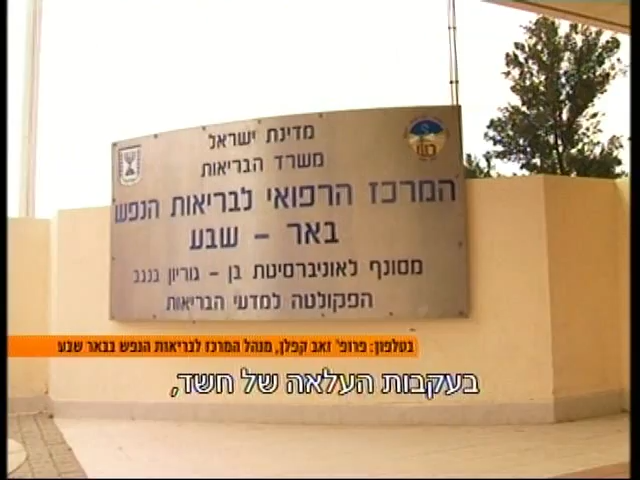 מדינת ישראל
משרד הבריאות
המרכז הרפואי לבריאות הנפש
באר - שבע
מסונף לאוניברסיטת בן - גוריון בנגב
הפקולטה למדעי הבריאות
בטלפון: פרופ' זאב קפלן, מנהל המרכז לבריאות הנפש בבאר שבע
בעקבות העלאה של חשד,